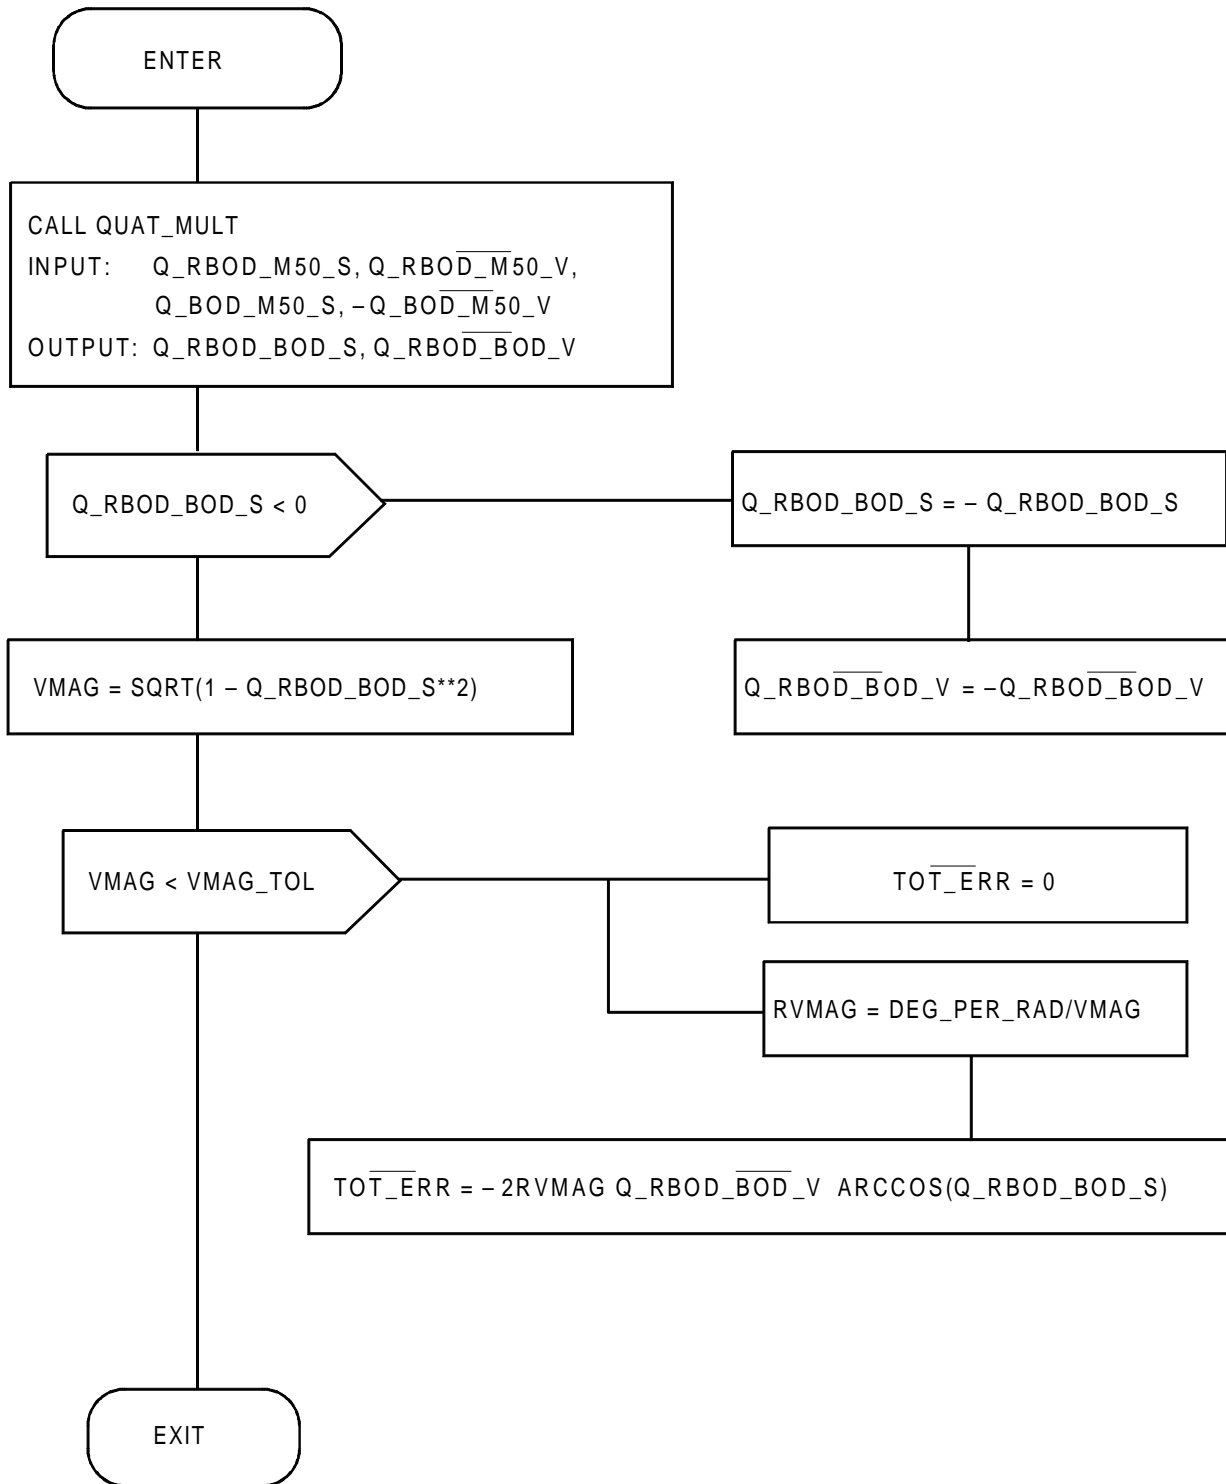 ENTER
CALL QUAT_MULT
INPUT: Q_RBOD_M50_S, Q_RBOD_M50_V,
Q_BOD_M50_S, –Q_BOD_M50_V
OUTPUT: Q_RBOD_BOD_S, Q_RBOD_BOD_V
Q_RBOD_BOD_S < 0
Q_RBOD_BOD_S = – Q_RBOD_BOD_S
VMAG = SQRT(1 – Q_RBOD_BOD_S**2)
Q_RBOD_BOD_V = –Q_RBOD_BOD_V
VMAG < VMAG_TOL
TOT_ERR = 0
RVMAG = DEG_PER_RAD/VMAG
TOT_ERR = – 2RVMAG Q_RBOD_BOD_V ARCCOS(Q_RBOD_BOD_S)
EXIT